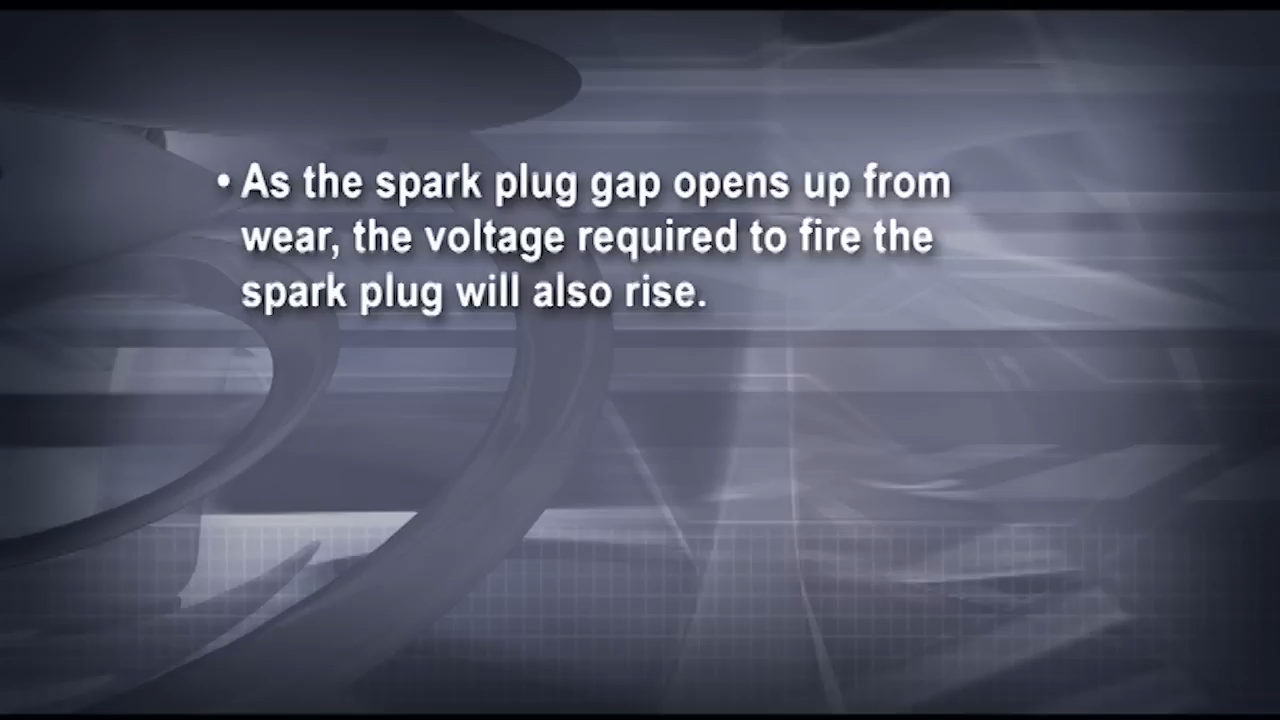 • As the spark plug gap opens up from
wear, the voltage required to fire the
spark plug will also rise.